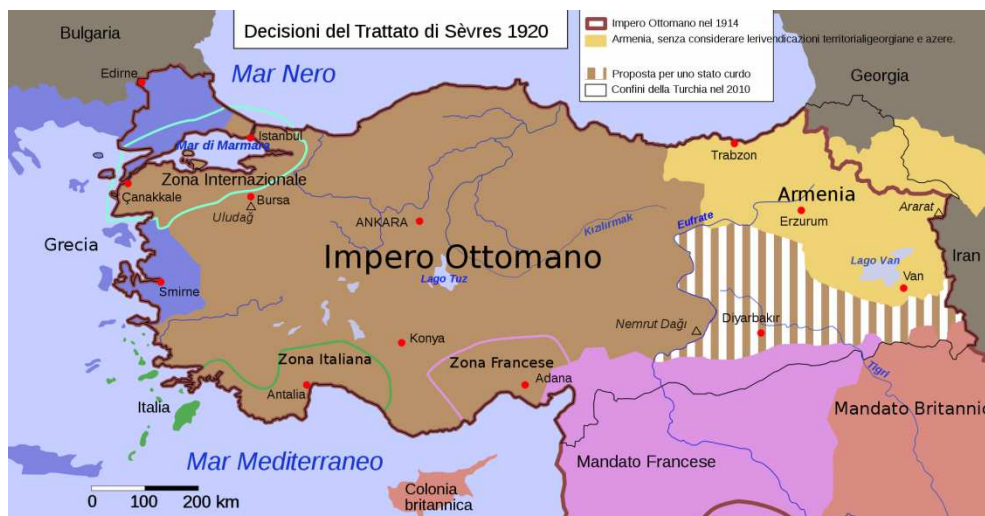 Decisioni del Trattato di Sèvres 1920
Impero Ottomano nel 1914
Armenia, senza considerare lerivendicazioni territorialigeorgiane e azere.
Proposta per uno stato curdo
Confini della Turchia nel 2010
Bulgaria
Edirne
Mar Nero
Georgia
Istanbul
Mar di Marmara
Zona Internazionale
Çanakkale
Bursa
Uludağ
Trabzon
Armenia
Erzurum
Ararat
ANKARA
Kızlırmak
Eufrate
Grecia
Impero Ottomano
Lago Tuz
Lago Van
Van
Iran
Smirne
Nemrut Dağı
Diyarbakır
Konya
Zona Italiana
Zona Francese
Antalia
Adana
Tigri
Italia
Mandato Britannic
Mandato Francese
Mar Mediterraneo
Colonia
britannica
0 100 200 km